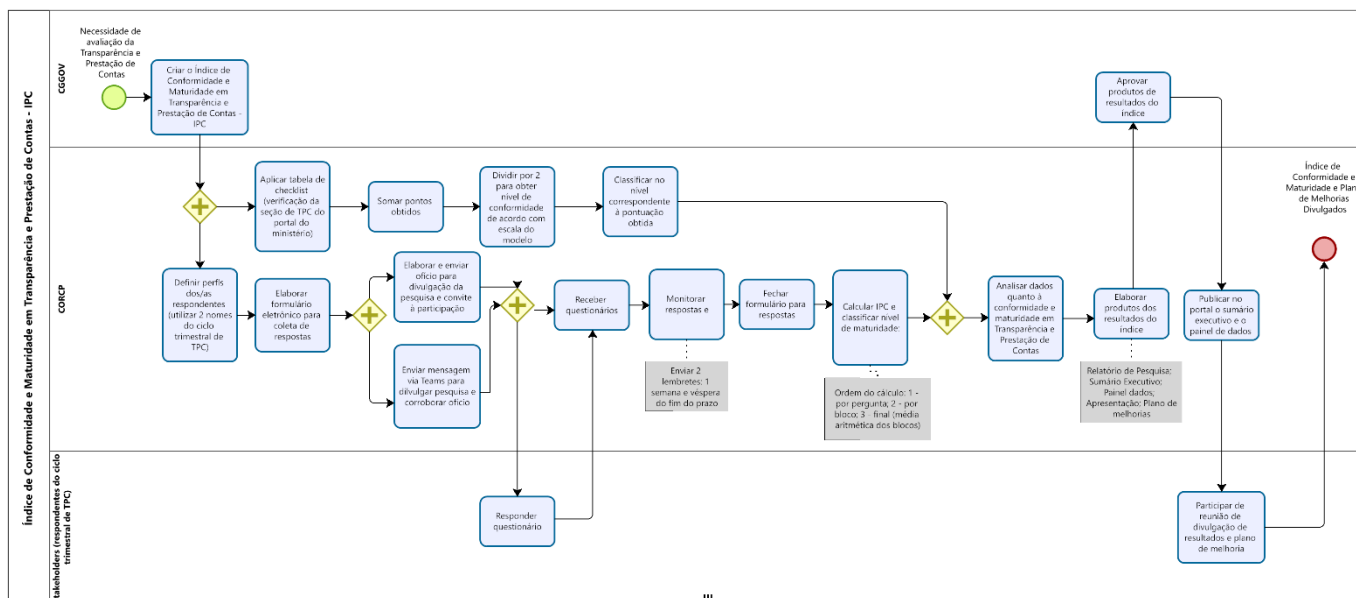 Índice de Conformidade e Maturidade em Transparência e Prestação de Contas - IPC
CGGOV
Necessidade de
avaliação da
Transparência e
Prestação de
Contas
Criar o Índice de
Conformidade e
Maturidade em
Transparência e
Prestação de Contas -
IPC
Aprovar
produtos de
resultados do
índice
CORCP
Aplicar tabela de
checklist
(verificação da
seção de TPC do
portal do
ministério)
Somar pontos
obtidos
Dividir por 2
para obter
nível de
conformidade
de acordo com
escala do
modelo
Classificar no
nível
correspondente
à pontuação
obtida
Índice de
Conformidade e
Maturidade e Plan
de Melhorias
Divulgados
Definir perfis
dos/as
respondentes
(utilizar 2 nomes
do ciclo
trimestral de
TPC)
Elaborar
formulário
eletrônico para
coleta de
respostas
Elaborar e enviar
ofício para
divulgação da
pesquisa e convite
à participação
Enviar mensagem
via Teams para
dilvulgar pesquisa e
corroborar ofício
Receber
questionários
Monitorar
respostas e
Enviar 2
lembretes: 1
semana e véspera
do fim do prazo
Fechar
formulário para
respostas
Calcular IPC e
classificar nível
de maturidade:
Ordem do cálculo: 1 -
por pergunta; 2 - por
bloco; 3 - final (média
aritmética dos blocos)
Analisar dados
quanto à
conformidade e
maturidade em
Transparência e
Prestação de
Contas
Elaborar
produtos dos
resultados do
índice
Relatório de Pesquisa;
Sumário Executivo;
Painel dados;
Apresentação; Plano de
melhorias
Publicar no
portal o sumário
executivo e o
painel de dados
takeholders (respondentes do ciclo
trimestral de TPC)
Responder
questionário
Participar de
reunião de
divulgação de
resultados e plano
de melhoria